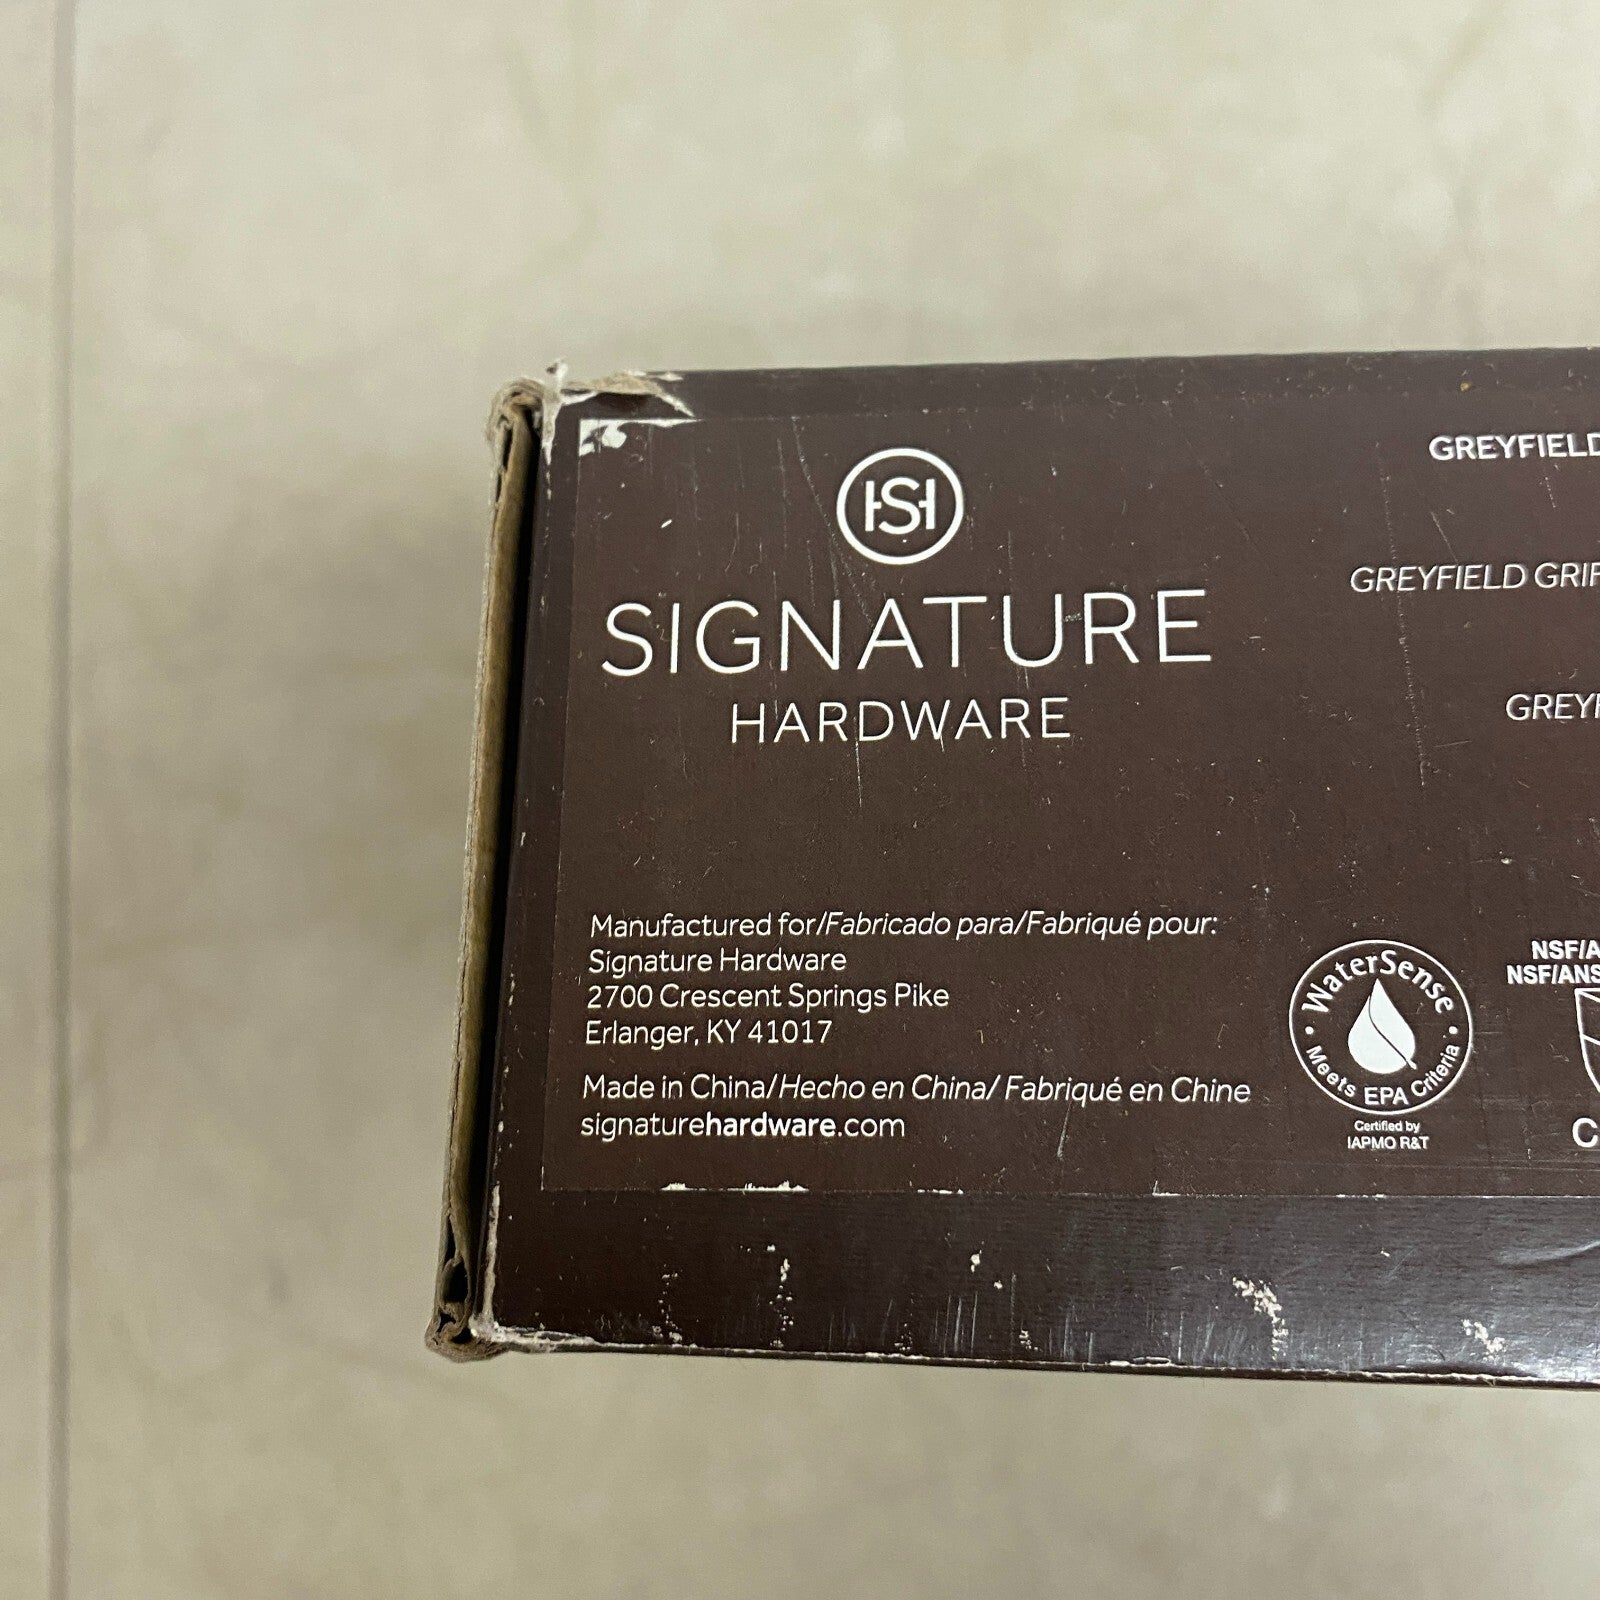 HSH
SIGNATURE
HARDWARE
GREYFIELD
GREYFIELD
Manufactured for/Fabricado para/Fabriqué pour:
Signature Hardware
2700 Crescent Springs Pike
Erlanger, KY 41017
Made in China/Hecho en China/ Fabriqué en Chine
signaturehardware.com
WaterSense
Meets EPA Criteria
Certified by
IAPMO R&T